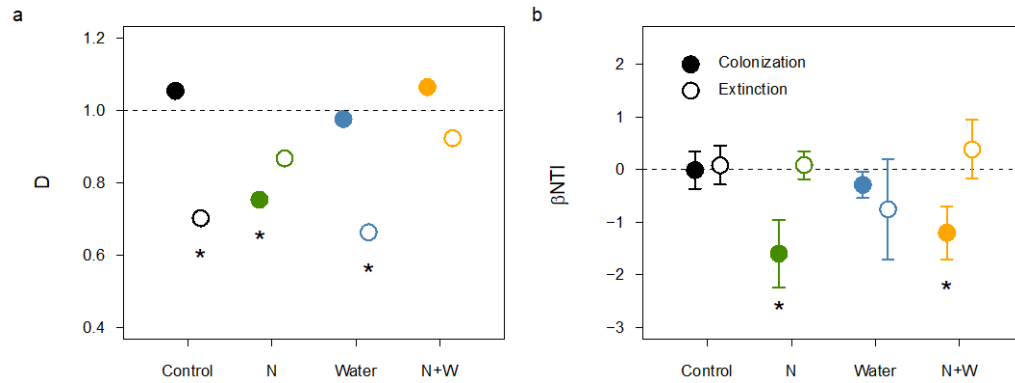 a
1.2
1.0
0.8
0.6
0.4
D
*
*
*
Control N Water N+W
b
2
1
0
−1
−2
−3
βNTI
Colonization
Extinction
*
*
Control N Water N+W